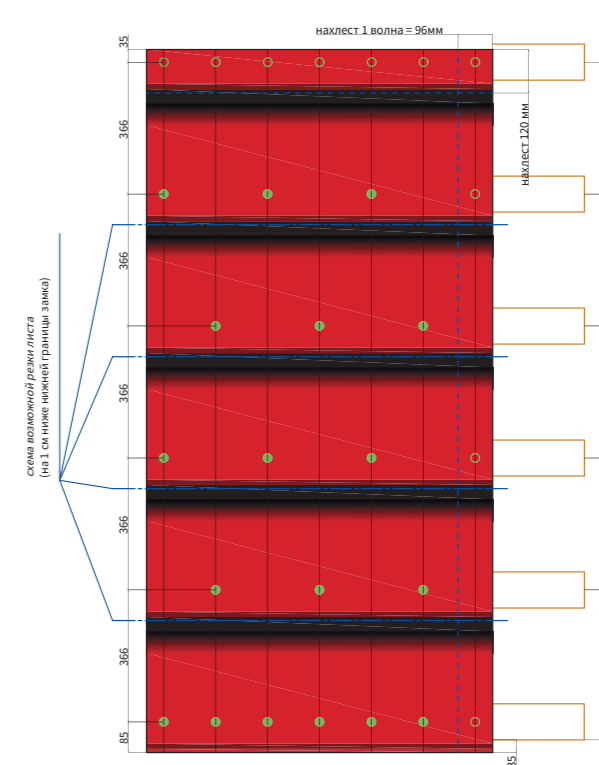 нахлест 1 волна = 96мм
35
366
366
366
366
366
85
нахлест 120 мм
схема возможной резки листа
(на 1 см ниже нижней границы замка)